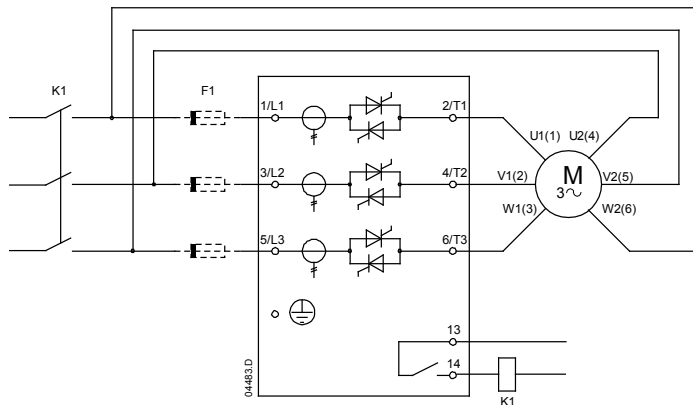 K1
F1
1/L1
2/T1
U1(1) U2(4)
3/L2
4/T2
V1(2)
M
3~
V2(5)
W1(3)
W2(6)
5/L3
6/T3
13
14
04483.D
K1